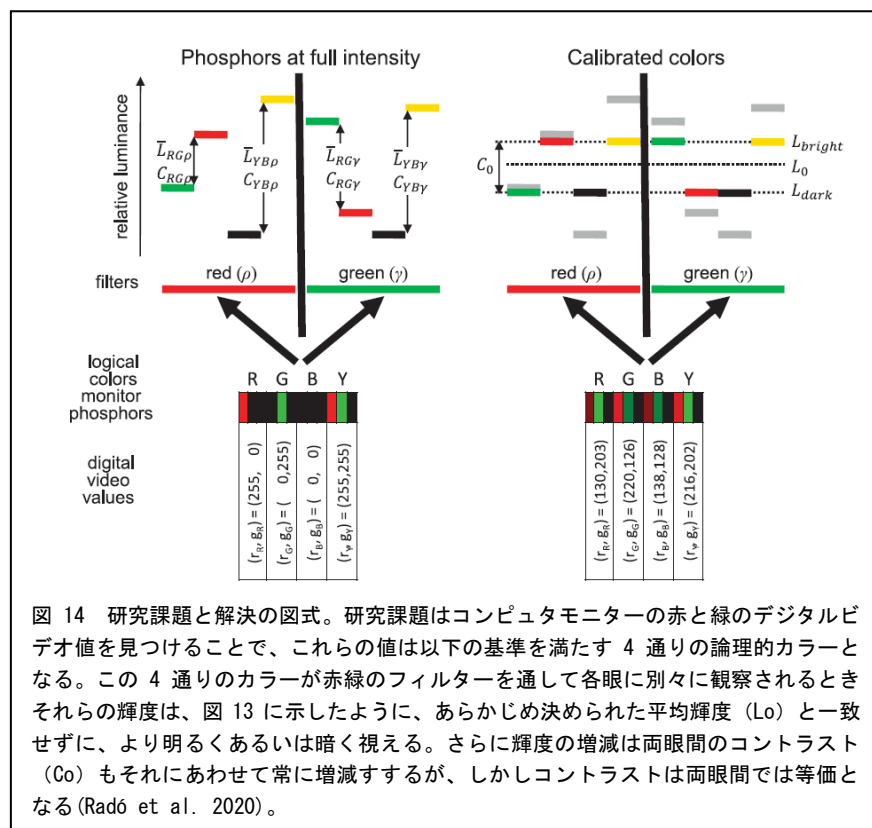 Phosphors at full intensity
Calibrated colors
relative luminance
L̅RGρ
CRGρ
L̅YBρ
CYBρ
L̅RGγ
CRGγ
L̅YBγ
CYBγ
C0
Lbright
L0
Ldark
filters
red (ρ)
green (γ)
red (ρ)
green (γ)
logical
colors
monitor
phosphors
R G B Y
R G B Y
digital
video
values
(rR, gR) = (255, 0)
(rG, gG) = ( 0,255)
(rB, gB) = ( 0, 0)
(rY, gY) = (255,255)
(rR, gR) = (130,203)
(rG, gG) = (220,126)
(rB, gB) = (138,128)
(rY, gY) = (216,202)
図 14 研究課題と解決の図式。研究課題はコンピュタモニターの赤と緑のデジタルビ
デオ値を見つけることで、これらの値は以下の基準を満たす 4 通りの論理的カラーと
なる。この 4 通りのカラーが赤緑のフィルターを通して各眼に別々に観察されるとき
それらの輝度は、図 13 に示したように、あらかじめ決められた平均輝度（Lo）と一致
せずに、より明るくあるいは暗く視える。さらに輝度の増減は両眼間のコントラスト
（Co）もそれにあわせて常に増減すするが、しかしコントラストは両眼間では等価と
なる(Radó et al. 2020)。